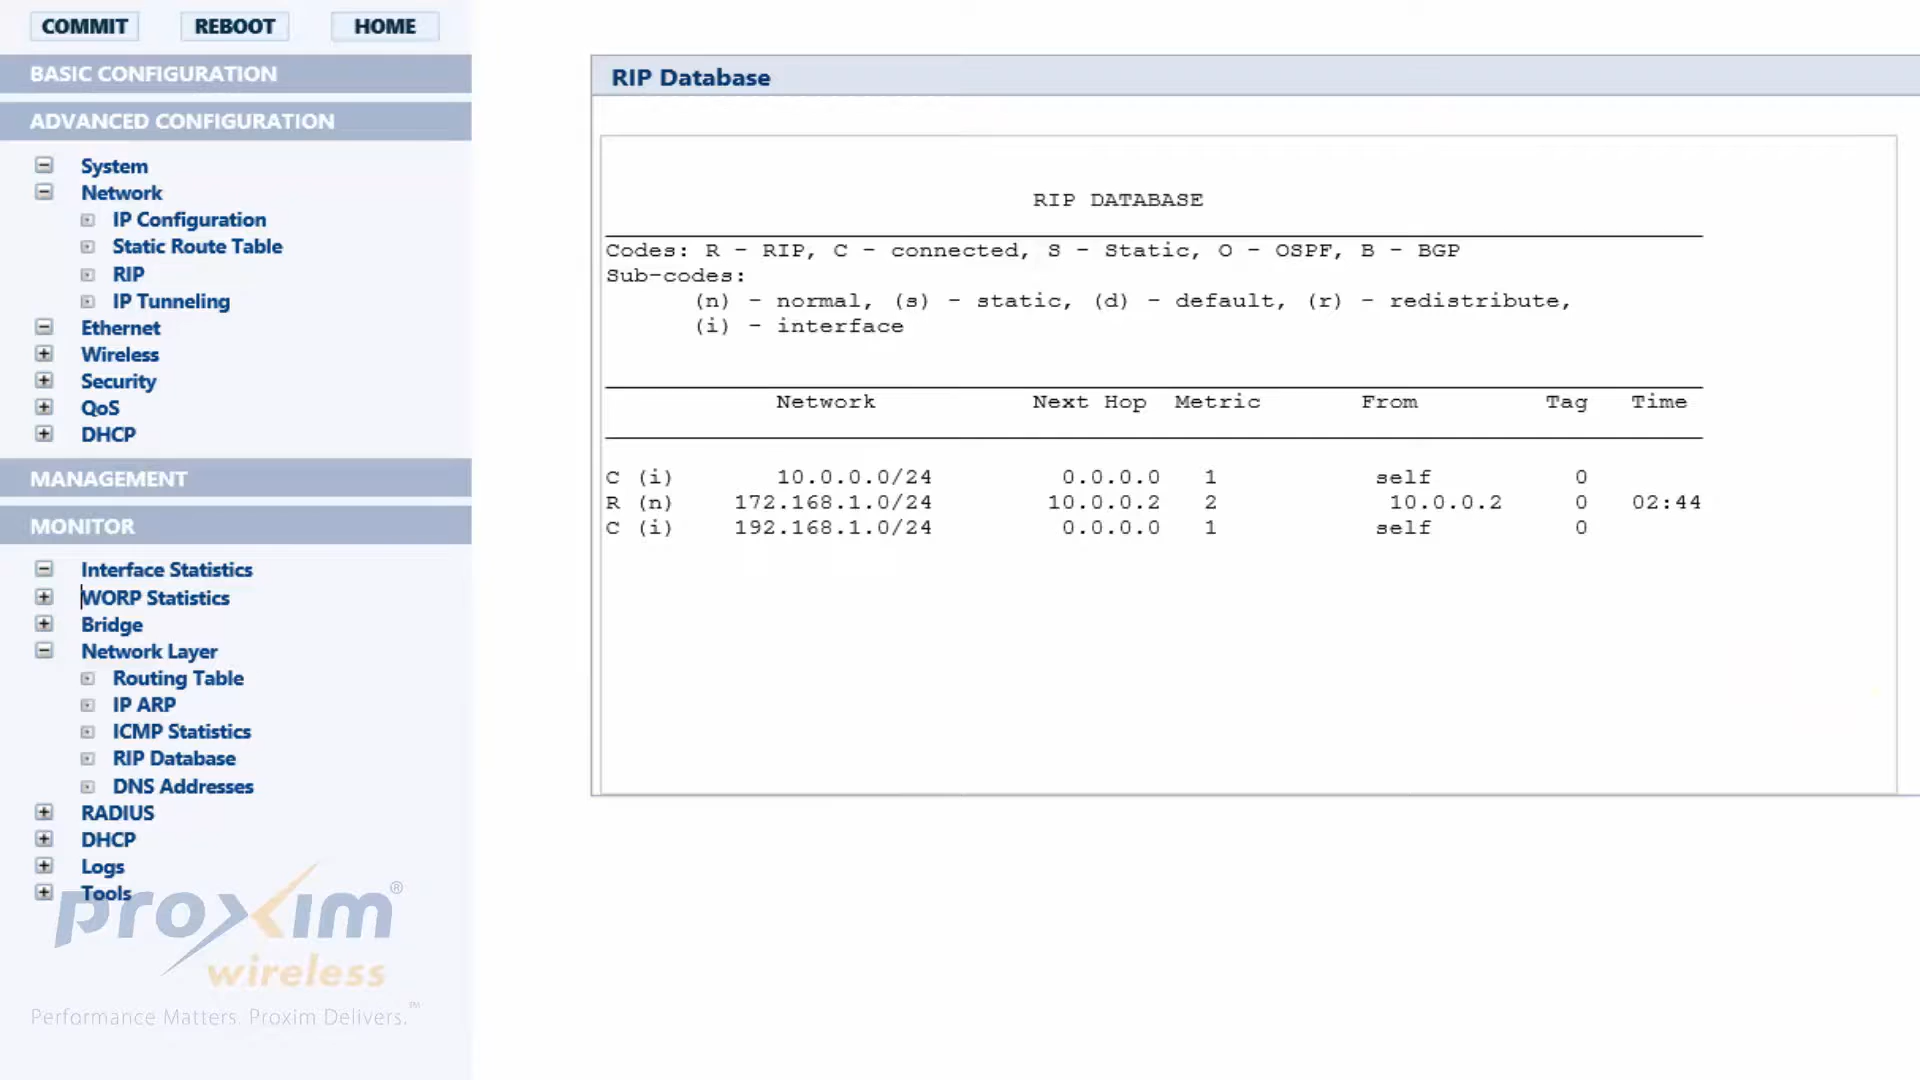 COMMIT REBOOT HOME
BASIC CONFIGURATION
ADVANCED CONFIGURATION
System
Network
IP Configuration
Static Route Table
RIP
IP Tunneling
Ethernet
Wireless
Security
QoS
DHCP
MANAGEMENT
MONITOR
Interface Statistics
WORP Statistics
Bridge
Network Layer
Routing Table
IP ARP
ICMP Statistics
RIP Database
DNS Addresses
RADIUS
DHCP
Logs
Tools
proxim®
wireless
Performance Matters. Proxim Delivers.™
RIP Database
RIP DATABASE
Codes: R - RIP, C - connected, S - Static, O - OSPF, B - BGP
Sub-codes:
(n) - normal, (s) - static, (d) - default, (r) - redistribute,
(i) - interface
Network Next Hop Metric From Tag Time
C (i) 10.0.0.0/24 0.0.0.0 1 self 0
R (n) 172.168.1.0/24 10.0.0.2 2 10.0.0.2 0 02:44
C (i) 192.168.1.0/24 0.0.0.0 1 self 0